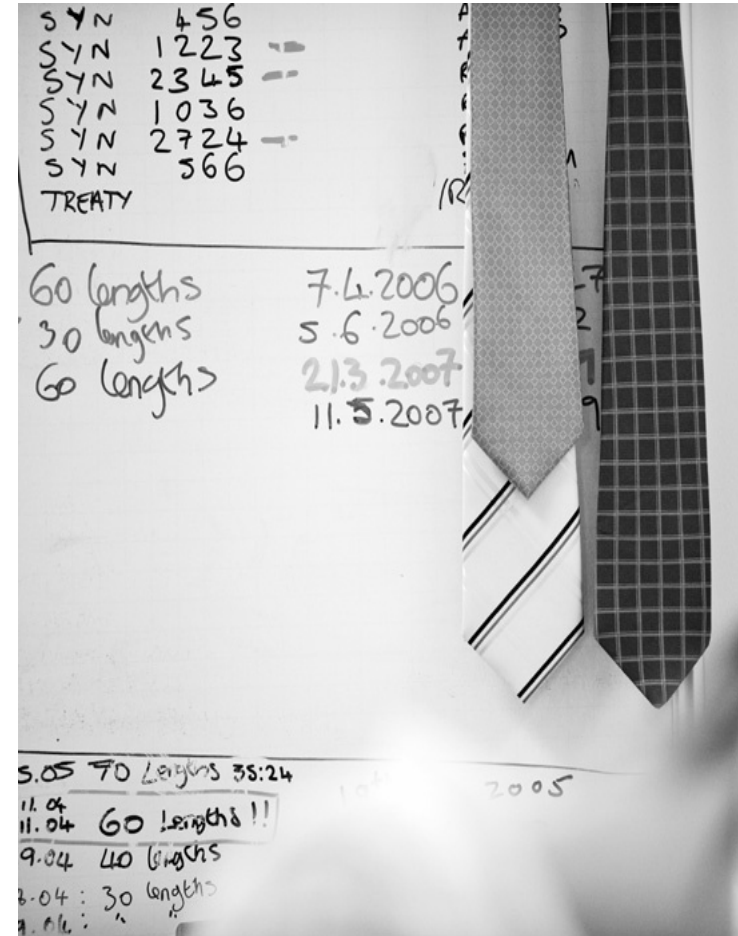 SYN 456
SYN 1223
SYN 2345
SYN 1036
SYN 2724
SYN 566
TREATY
60 lengths 7.4.2006
30 lengths 5.6.2006
60 lengths 21.3.2007
11.5.2007
5.05 70 Lengths 35:24
2005
11.04
11.04 60 Lengths!!
9.04 40 lengths
30 lengths